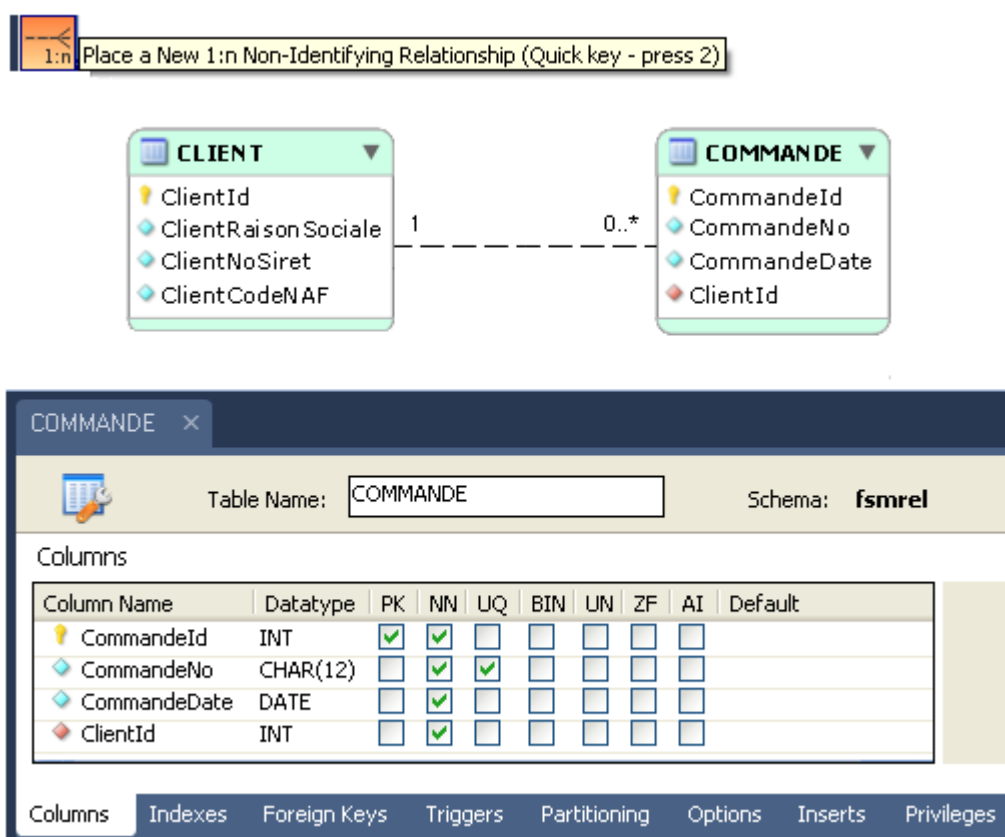 1:n Place a New 1:n Non-Identifying Relationship (Quick key - press 2)
CLIENT
ClientId
ClientRaisonSociale
ClientNoSiret
ClientCodeNAF
1
0..*
COMMANDE
CommandeId
CommandeNo
CommandeDate
ClientId
COMMANDE ×
Table Name: COMMANDE Schema: fsmrel
Columns
Column Name Datatype PK NN UQ BIN UN ZF AI Default
CommandeId INT
CommandeNo CHAR(12)
CommandeDate DATE
ClientId INT
Columns Indexes Foreign Keys Triggers Partitioning Options Inserts Privileges